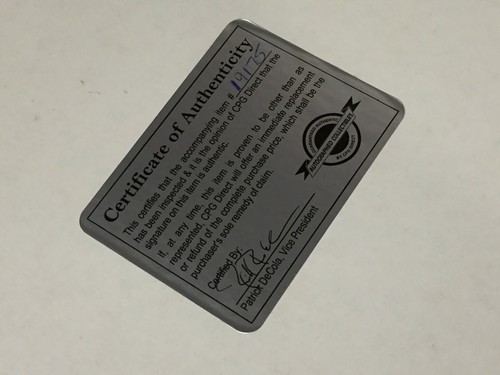 Certificate of Authenticity
This certifies that the accompanying item # 19175
has been inspected & it is the opinion of CPG Direct that the
signature on this item is authentic.
If, at any time, this item is proven to be other than as
represented, CPG Direct will offer an immediate replacement
or refund of the complete purchase price, which shall be the
purchaser's sole remedy of claim.
Certified By:
Patrick DeCola, Vice President
AUTOGRAPHED COLLECTIBLES